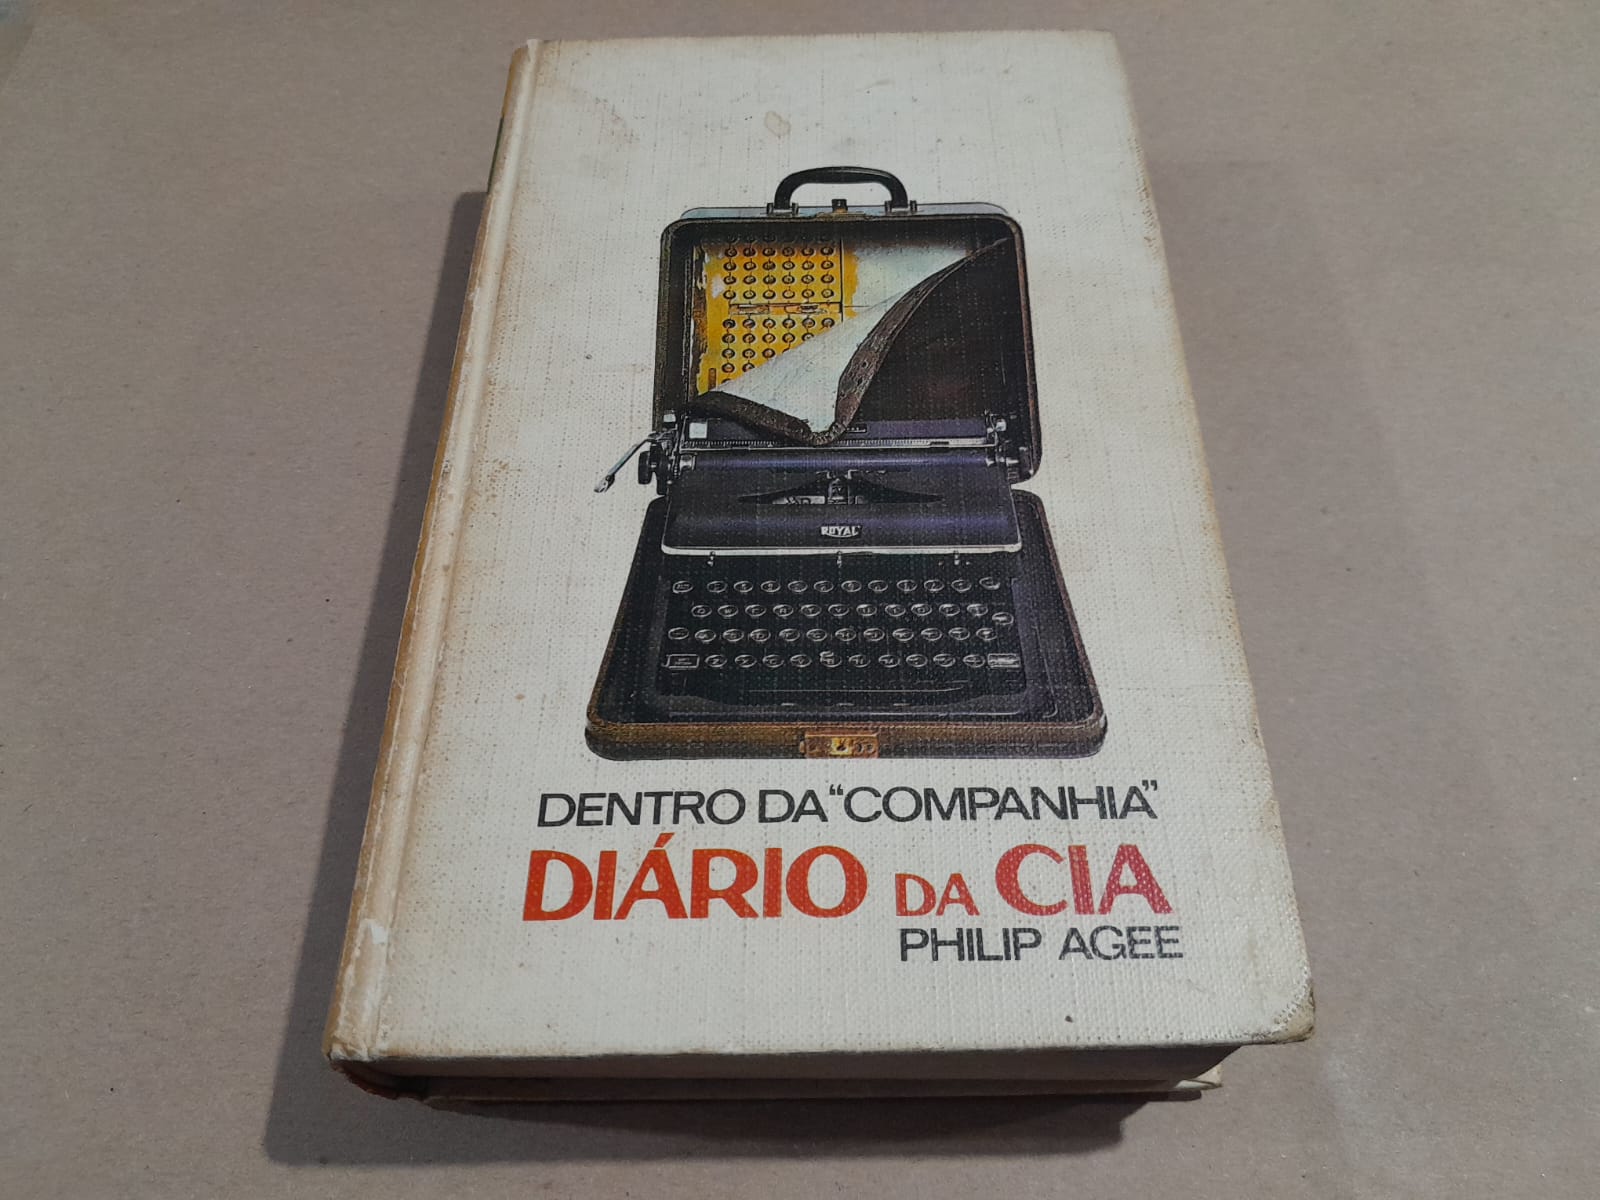 ROYAL
DENTRO DA "COMPANHIA"
DIÁRIO DA CIA
PHILIP AGEE